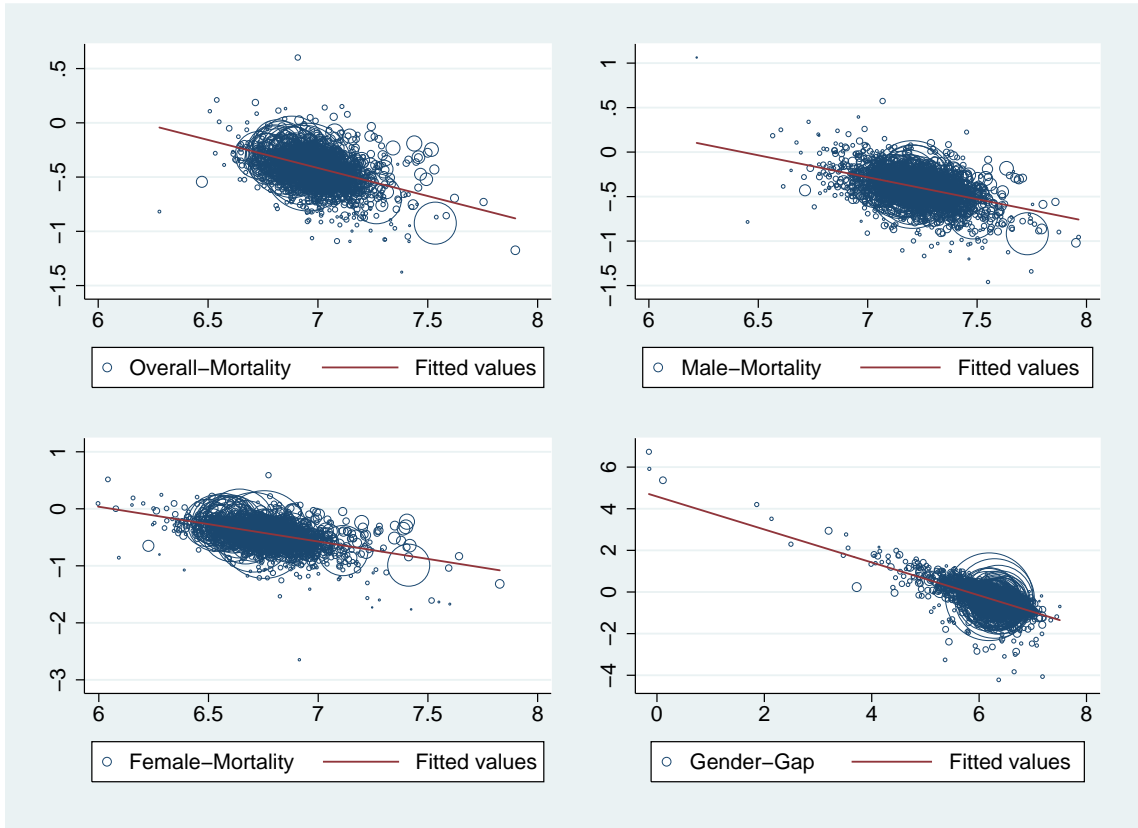 .5
0
−.5
−1
−1.5
6 6.5 7 7.5 8
Overall−Mortality Fitted values
1
.5
0
−.5
−1
−1.5
6 6.5 7 7.5 8
Male−Mortality Fitted values
1
0
−1
−2
−3
6 6.5 7 7.5 8
Female−Mortality Fitted values
6
4
2
0
−2
−4
0 2 4 6 8
Gender−Gap Fitted values